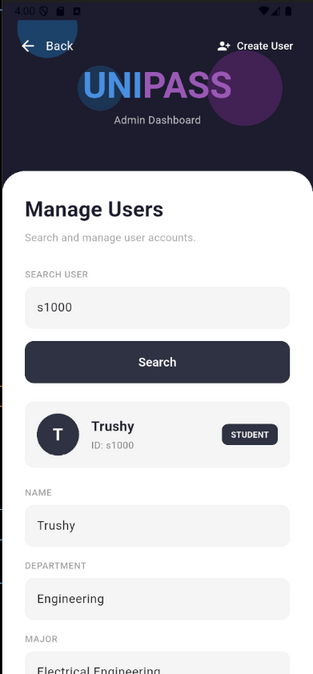 4:00
Back
Create User
UNIPASS
Admin Dashboard
Manage Users
Search and manage user accounts.
SEARCH USER
s1000
Search
T
Trushy
ID: s1000
STUDENT
NAME
Trushy
DEPARTMENT
Engineering
MAJOR
Electrical Engineering